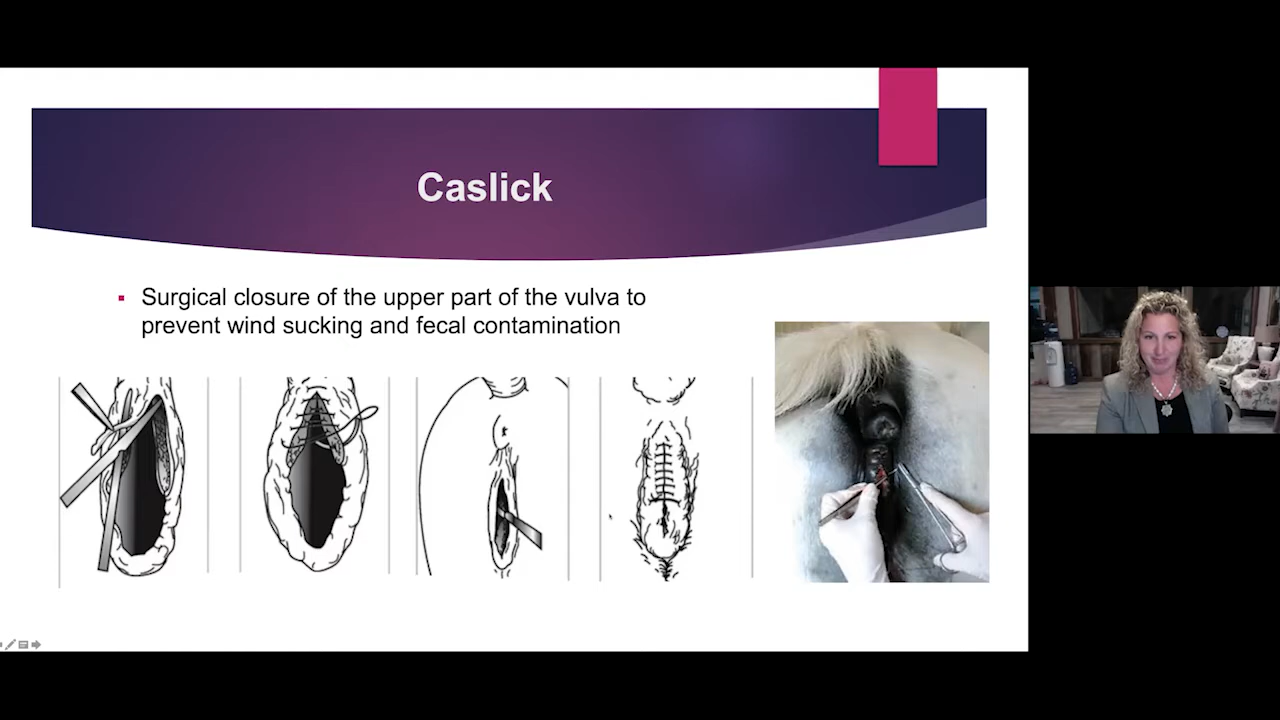 Caslick
Surgical closure of the upper part of the vulva to
prevent wind sucking and fecal contamination